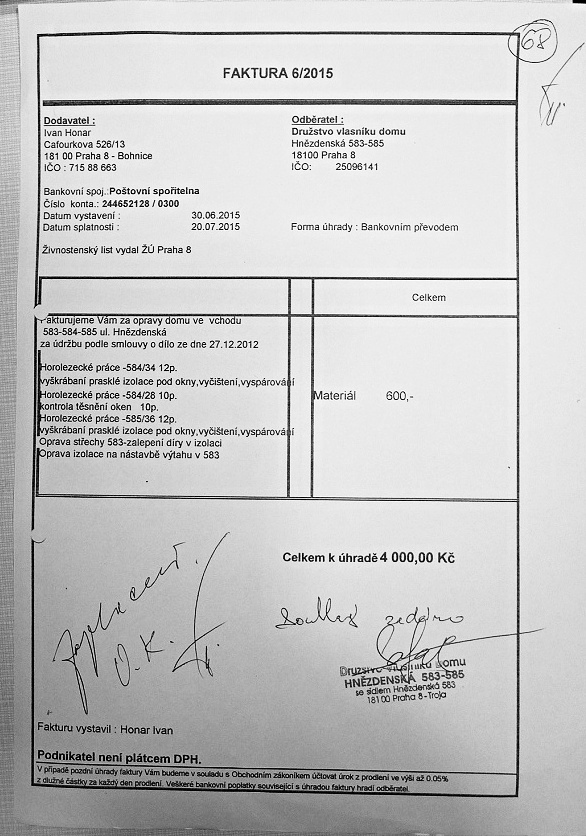 68
FAKTURA 6/2015
Dodavatel :
Ivan Honar
Cafourkova 526/13
181 00 Praha 8 - Bohnice
IČO : 715 88 663
Odběratel :
Družstvo vlasníku domu
Hnězdenská 583-585
18100 Praha 8
IČO: 25096141
Bankovní spoj.:Poštovní spořitelna
Číslo konta.: 244652128 / 0300
Datum vystavení : 30.06.2015
Datum splatnosti : 20.07.2015
Forma úhrady : Bankovním převodem
Živnostenský list vydal ŽÚ Praha 8
Celkem
Fakturujeme Vám za opravy domu ve vchodu
583-584-585 ul. Hnězdenská
za údržbu podle smlouvy o dílo ze dne 27.12.2012
Horolezecké práce -584/34 12p.
vyškrábaní prasklé izolace pod okny,vyčištení,vyspárování
Horolezecké práce -584/28 10p.
kontrola těsnění oken 10p.
Horolezecké práce -585/36 12p.
vyškrábaní prasklé izolace pod okny,vyčištení,vyspárování
Oprava střechy 583-zalepení díry v izolaci
Oprava izolace na nástavbě výtahu v 583
Materiál 600,-
Celkem k úhradě 4 000,00 Kč
O.K.
Družstvo vlastníků domu
HNĚZDENSKÁ 583-585
se sídlem Hnězdenská 583
181 00 Praha 8 -Troja
Fakturu vystavil : Honar Ivan
Podnikatel není plátcem DPH.
V případě pozdní úhrady faktury Vám budeme v souladu s Obchodním zákoníkem účtovat úrok z prodlení ve výši až 0.05%
z dlužné částky za každý den prodlení. Veškeré bankovní poplatky související s úhradou faktury hradí odběratel.